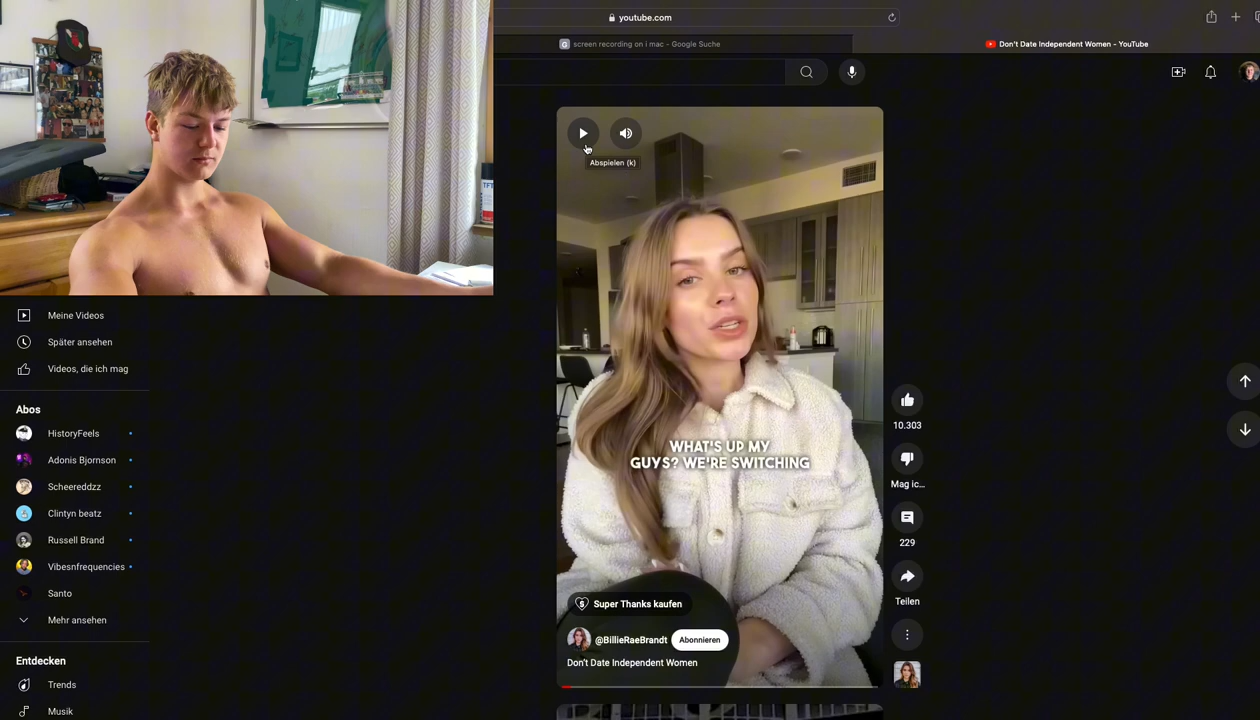 youtube.com
G screen recording on i mac - Google Suche
Don't Date Independent Women - YouTube
Abspielen (k)
TFT
Meine Videos
Später ansehen
Videos, die ich mag
Abos
HistoryFeels
Adonis Bjornson
Scheereddzz
Clintyn beatz
Russell Brand
Vibesnfrequencies
Santo
Mehr ansehen
Entdecken
Trends
Musik
WHAT'S UP MY
GUYS? WE'RE SWITCHING
Super Thanks kaufen
@BillieRaeBrandt Abonnieren
Don't Date Independent Women
10.303
Mag ic...
229
Teilen